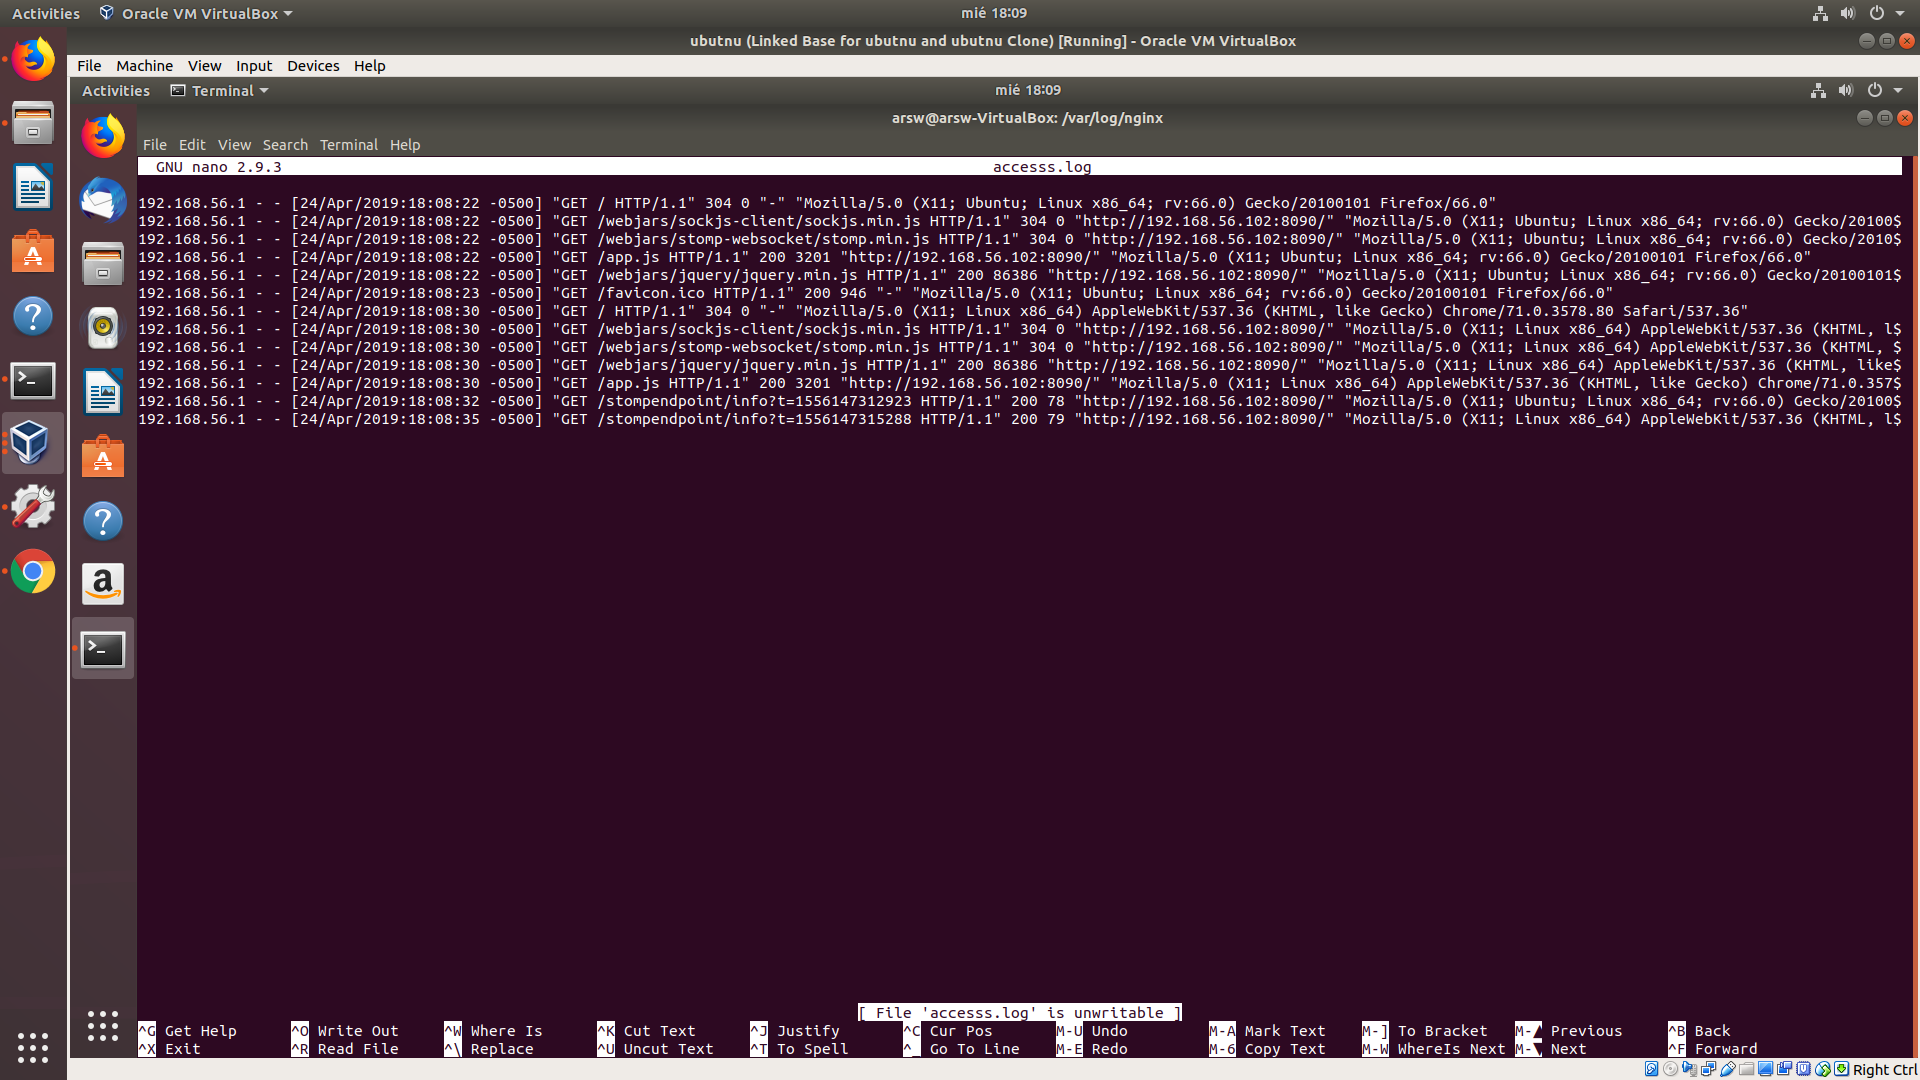 Activities Oracle VM VirtualBox mié 18:09
ubutnu (Linked Base for ubutnu and ubutnu Clone) [Running] - Oracle VM VirtualBox
File Machine View Input Devices Help
Activities Terminal mié 18:09
arsw@arsw-VirtualBox: /var/log/nginx
File Edit View Search Terminal Help
GNU nano 2.9.3 accesss.log
192.168.56.1 - - [24/Apr/2019:18:08:22 -0500] "GET / HTTP/1.1" 304 0 "-" "Mozilla/5.0 (X11; Ubuntu; Linux x86_64; rv:66.0) Gecko/20100101 Firefox/66.0"
192.168.56.1 - - [24/Apr/2019:18:08:22 -0500] "GET /webjars/sockjs-client/sockjs.min.js HTTP/1.1" 304 0 "http://192.168.56.102:8090/" "Mozilla/5.0 (X11; Ubuntu; Linux x86_64; rv:66.0) Gecko/20100$
192.168.56.1 - - [24/Apr/2019:18:08:22 -0500] "GET /webjars/stomp-websocket/stomp.min.js HTTP/1.1" 304 0 "http://192.168.56.102:8090/" "Mozilla/5.0 (X11; Ubuntu; Linux x86_64; rv:66.0) Gecko/2010$
192.168.56.1 - - [24/Apr/2019:18:08:22 -0500] "GET /app.js HTTP/1.1" 200 3201 "http://192.168.56.102:8090/" "Mozilla/5.0 (X11; Ubuntu; Linux x86_64; rv:66.0) Gecko/20100101 Firefox/66.0"
192.168.56.1 - - [24/Apr/2019:18:08:22 -0500] "GET /webjars/jquery/jquery.min.js HTTP/1.1" 200 86386 "http://192.168.56.102:8090/" "Mozilla/5.0 (X11; Ubuntu; Linux x86_64; rv:66.0) Gecko/20100101$
192.168.56.1 - - [24/Apr/2019:18:08:23 -0500] "GET /favicon.ico HTTP/1.1" 200 946 "-" "Mozilla/5.0 (X11; Ubuntu; Linux x86_64; rv:66.0) Gecko/20100101 Firefox/66.0"
192.168.56.1 - - [24/Apr/2019:18:08:30 -0500] "GET / HTTP/1.1" 304 0 "-" "Mozilla/5.0 (X11; Linux x86_64) AppleWebKit/537.36 (KHTML, like Gecko) Chrome/71.0.3578.80 Safari/537.36"
192.168.56.1 - - [24/Apr/2019:18:08:30 -0500] "GET /webjars/sockjs-client/sockjs.min.js HTTP/1.1" 304 0 "http://192.168.56.102:8090/" "Mozilla/5.0 (X11; Linux x86_64) AppleWebKit/537.36 (KHTML, l$
192.168.56.1 - - [24/Apr/2019:18:08:30 -0500] "GET /webjars/stomp-websocket/stomp.min.js HTTP/1.1" 304 0 "http://192.168.56.102:8090/" "Mozilla/5.0 (X11; Linux x86_64) AppleWebKit/537.36 (KHTML, $
192.168.56.1 - - [24/Apr/2019:18:08:30 -0500] "GET /webjars/jquery/jquery.min.js HTTP/1.1" 200 86386 "http://192.168.56.102:8090/" "Mozilla/5.0 (X11; Linux x86_64) AppleWebKit/537.36 (KHTML, like$
192.168.56.1 - - [24/Apr/2019:18:08:30 -0500] "GET /app.js HTTP/1.1" 200 3201 "http://192.168.56.102:8090/" "Mozilla/5.0 (X11; Linux x86_64) AppleWebKit/537.36 (KHTML, like Gecko) Chrome/71.0.357$
192.168.56.1 - - [24/Apr/2019:18:08:32 -0500] "GET /stompendpoint/info?t=1556147312923 HTTP/1.1" 200 78 "http://192.168.56.102:8090/" "Mozilla/5.0 (X11; Ubuntu; Linux x86_64; rv:66.0) Gecko/20100$
192.168.56.1 - - [24/Apr/2019:18:08:35 -0500] "GET /stompendpoint/info?t=1556147315288 HTTP/1.1" 200 79 "http://192.168.56.102:8090/" "Mozilla/5.0 (X11; Linux x86_64) AppleWebKit/537.36 (KHTML, l$
[ File 'accesss.log' is unwritable ]
^G Get Help ^O Write Out ^W Where Is ^K Cut Text ^J Justify ^C Cur Pos M-U Undo M-A Mark Text M-] To Bracket M-▲ Previous ^B Back
^X Exit ^R Read File ^\ Replace ^U Uncut Text ^T To Spell ^_ Go To Line M-E Redo M-6 Copy Text M-W WhereIs Next M-▼ Next ^F Forward
Right Ctrl